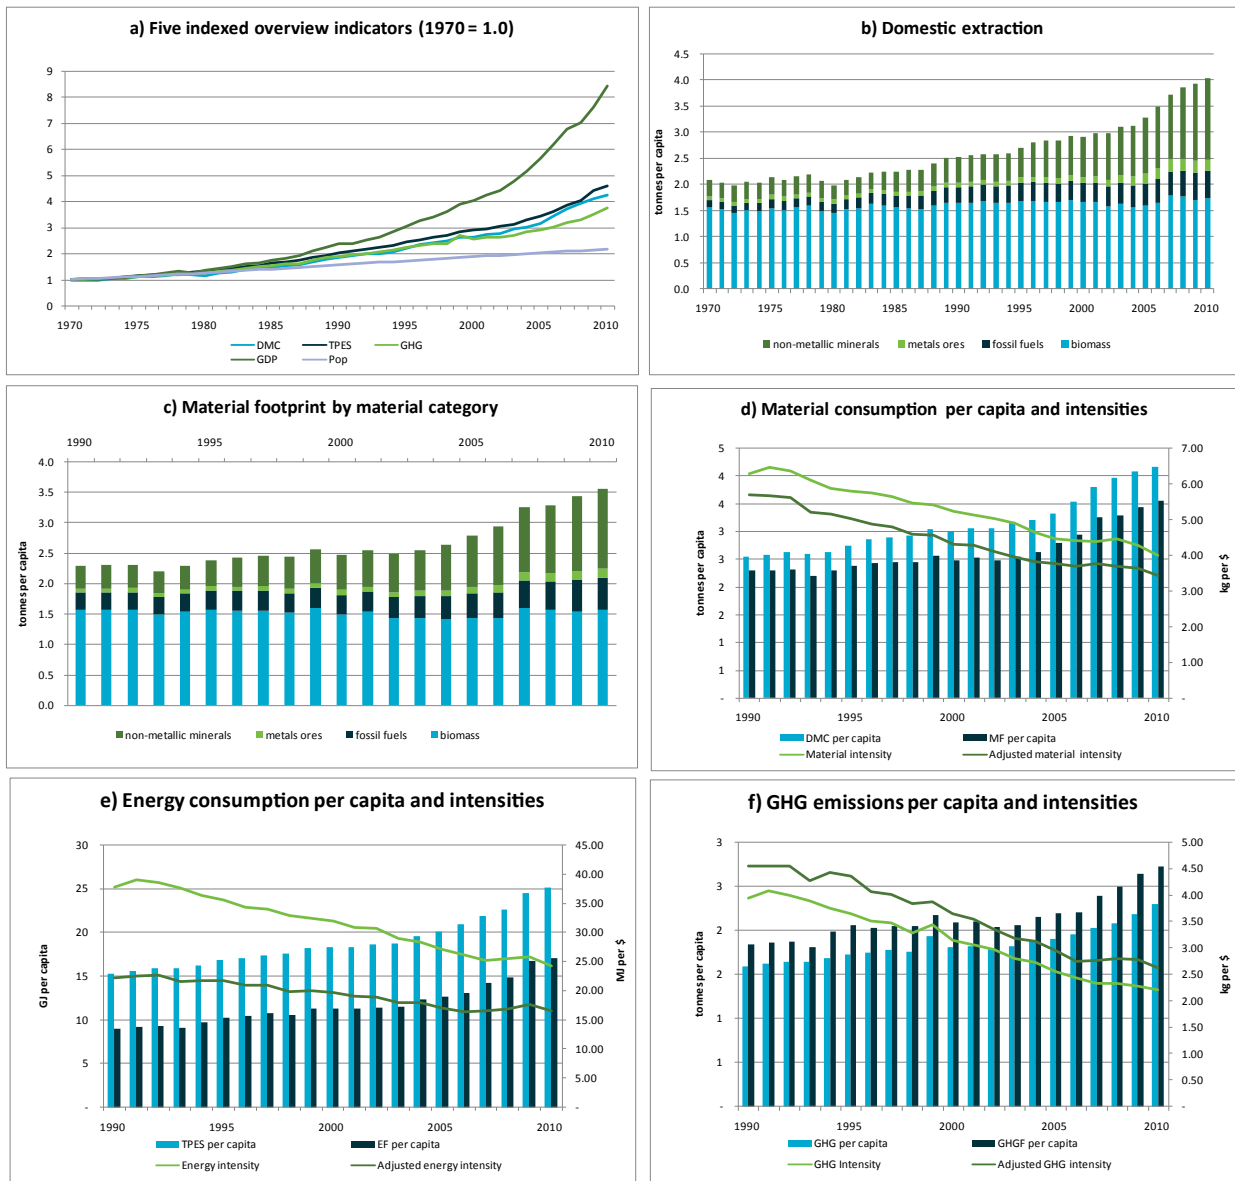 a) Five indexed overview indicators (1970 = 1.0)
9
8
7
6
5
4
3
2
1
0
1970 1975 1980 1985 1990 1995 2000 2005 2010
DMC TPES GHG
GDP Pop
b) Domestic extraction
tonnes per capita
4.5
4.0
3.5
3.0
2.5
2.0
1.5
1.0
0.5
0.0
1970 1975 1980 1985 1990 1995 2000 2005 2010
non-metallic minerals metals ores fossil fuels biomass
c) Material footprint by material category
1990 1995 2000 2005 2010
tonnes per capita
4.0
3.5
3.0
2.5
2.0
1.5
1.0
0.5
0.0
non-metallic minerals metals ores fossil fuels biomass
d) Material consumption per capita and intensities
tonnes per capita
5
4
4
3
3
2
2
1
1
-
7.00
6.00
5.00
4.00
3.00
2.00
1.00
-
kg per $
1990 1995 2000 2005 2010
DMC per capita MF per capita
Material intensity Adjusted material intensity
e) Energy consumption per capita and intensities
GJ per capita
30
25
20
15
10
5
-
45.00
40.00
35.00
30.00
25.00
20.00
15.00
10.00
5.00
-
MJ per $
1990 1995 2000 2005 2010
TPES per capita EF per capita
Energy intensity Adjusted energy intensity
f) GHG emissions per capita and intensities
tonnes per capita
3
3
2
2
1
1
-
5.00
4.50
4.00
3.50
3.00
2.50
2.00
1.50
1.00
0.50
-
kg per $
1990 1995 2000 2005 2010
GHG per capita GHGF per capita
GHG Intensity Adjusted GHG intensity